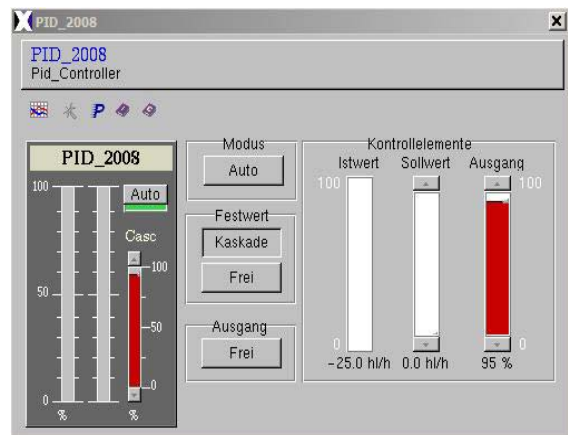 PID_2008
PID_2008
Pid_Controller
P
PID_2008
100
50
0
%
Auto
Casc
100
50
0
%
Modus
Auto
Festwert
Kaskade
Frei
Ausgang
Frei
Kontrollelemente
Istwert Sollwert Ausgang
100 100
0 0
-25.0 hl/h 0.0 hl/h 95 %